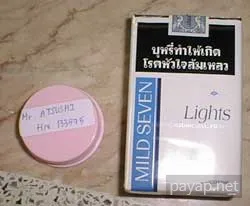 Mr. ATSUSHI
HN. 133575
บุหรี่ทำให้เกิด
โรคหัวใจล้มเหลว
MILD SEVEN
Lights
payap.net